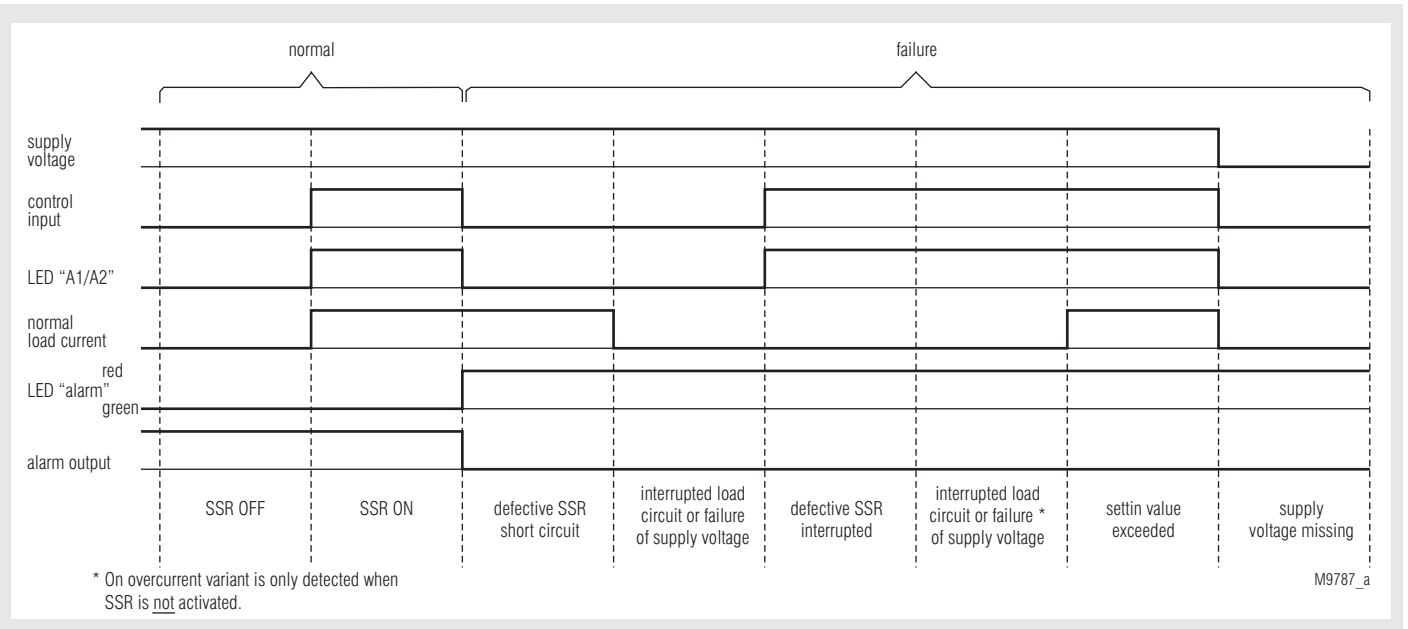 normal
failure
supply
voltage
control
input
LED “A1/A2”
normal
load current
red
LED “alarm”
green
alarm output
SSR OFF
SSR ON
defective SSR
short circuit
interrupted load
circuit or failure
of supply voltage
defective SSR
interrupted
interrupted load
circuit or failure *
of supply voltage
settin value
exceeded
supply
voltage missing
* On overcurrent variant is only detected when
SSR is not activated.
M9787_a